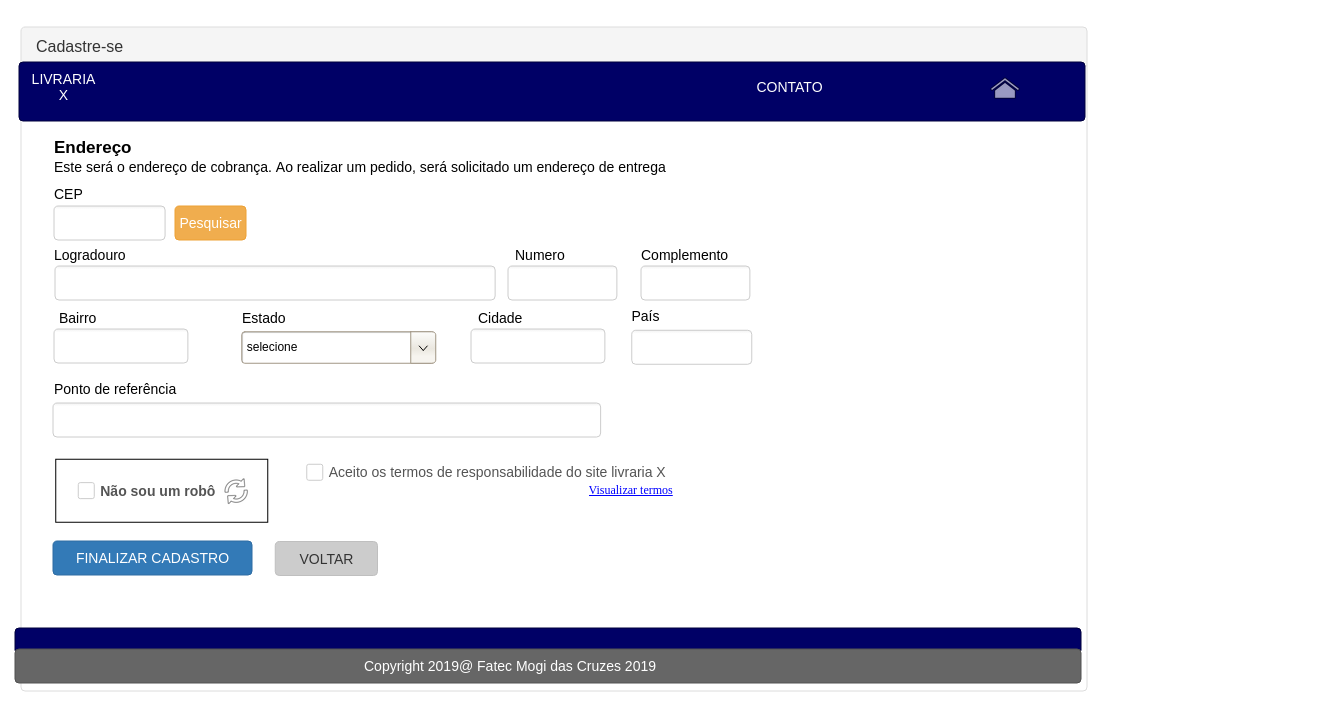 Cadastre-se
LIVRARIA
X
CONTATO
Endereço
Este será o endereço de cobrança. Ao realizar um pedido, será solicitado um endereço de entrega
CEP
Pesquisar
Logradouro
Numero
Complemento
Bairro
Estado
Cidade
País
selecione
Ponto de referência
Aceito os termos de responsabilidade do site livraria X
Visualizar termos
Não sou um robô
FINALIZAR CADASTRO
VOLTAR
Copyright 2019@ Fatec Mogi das Cruzes 2019